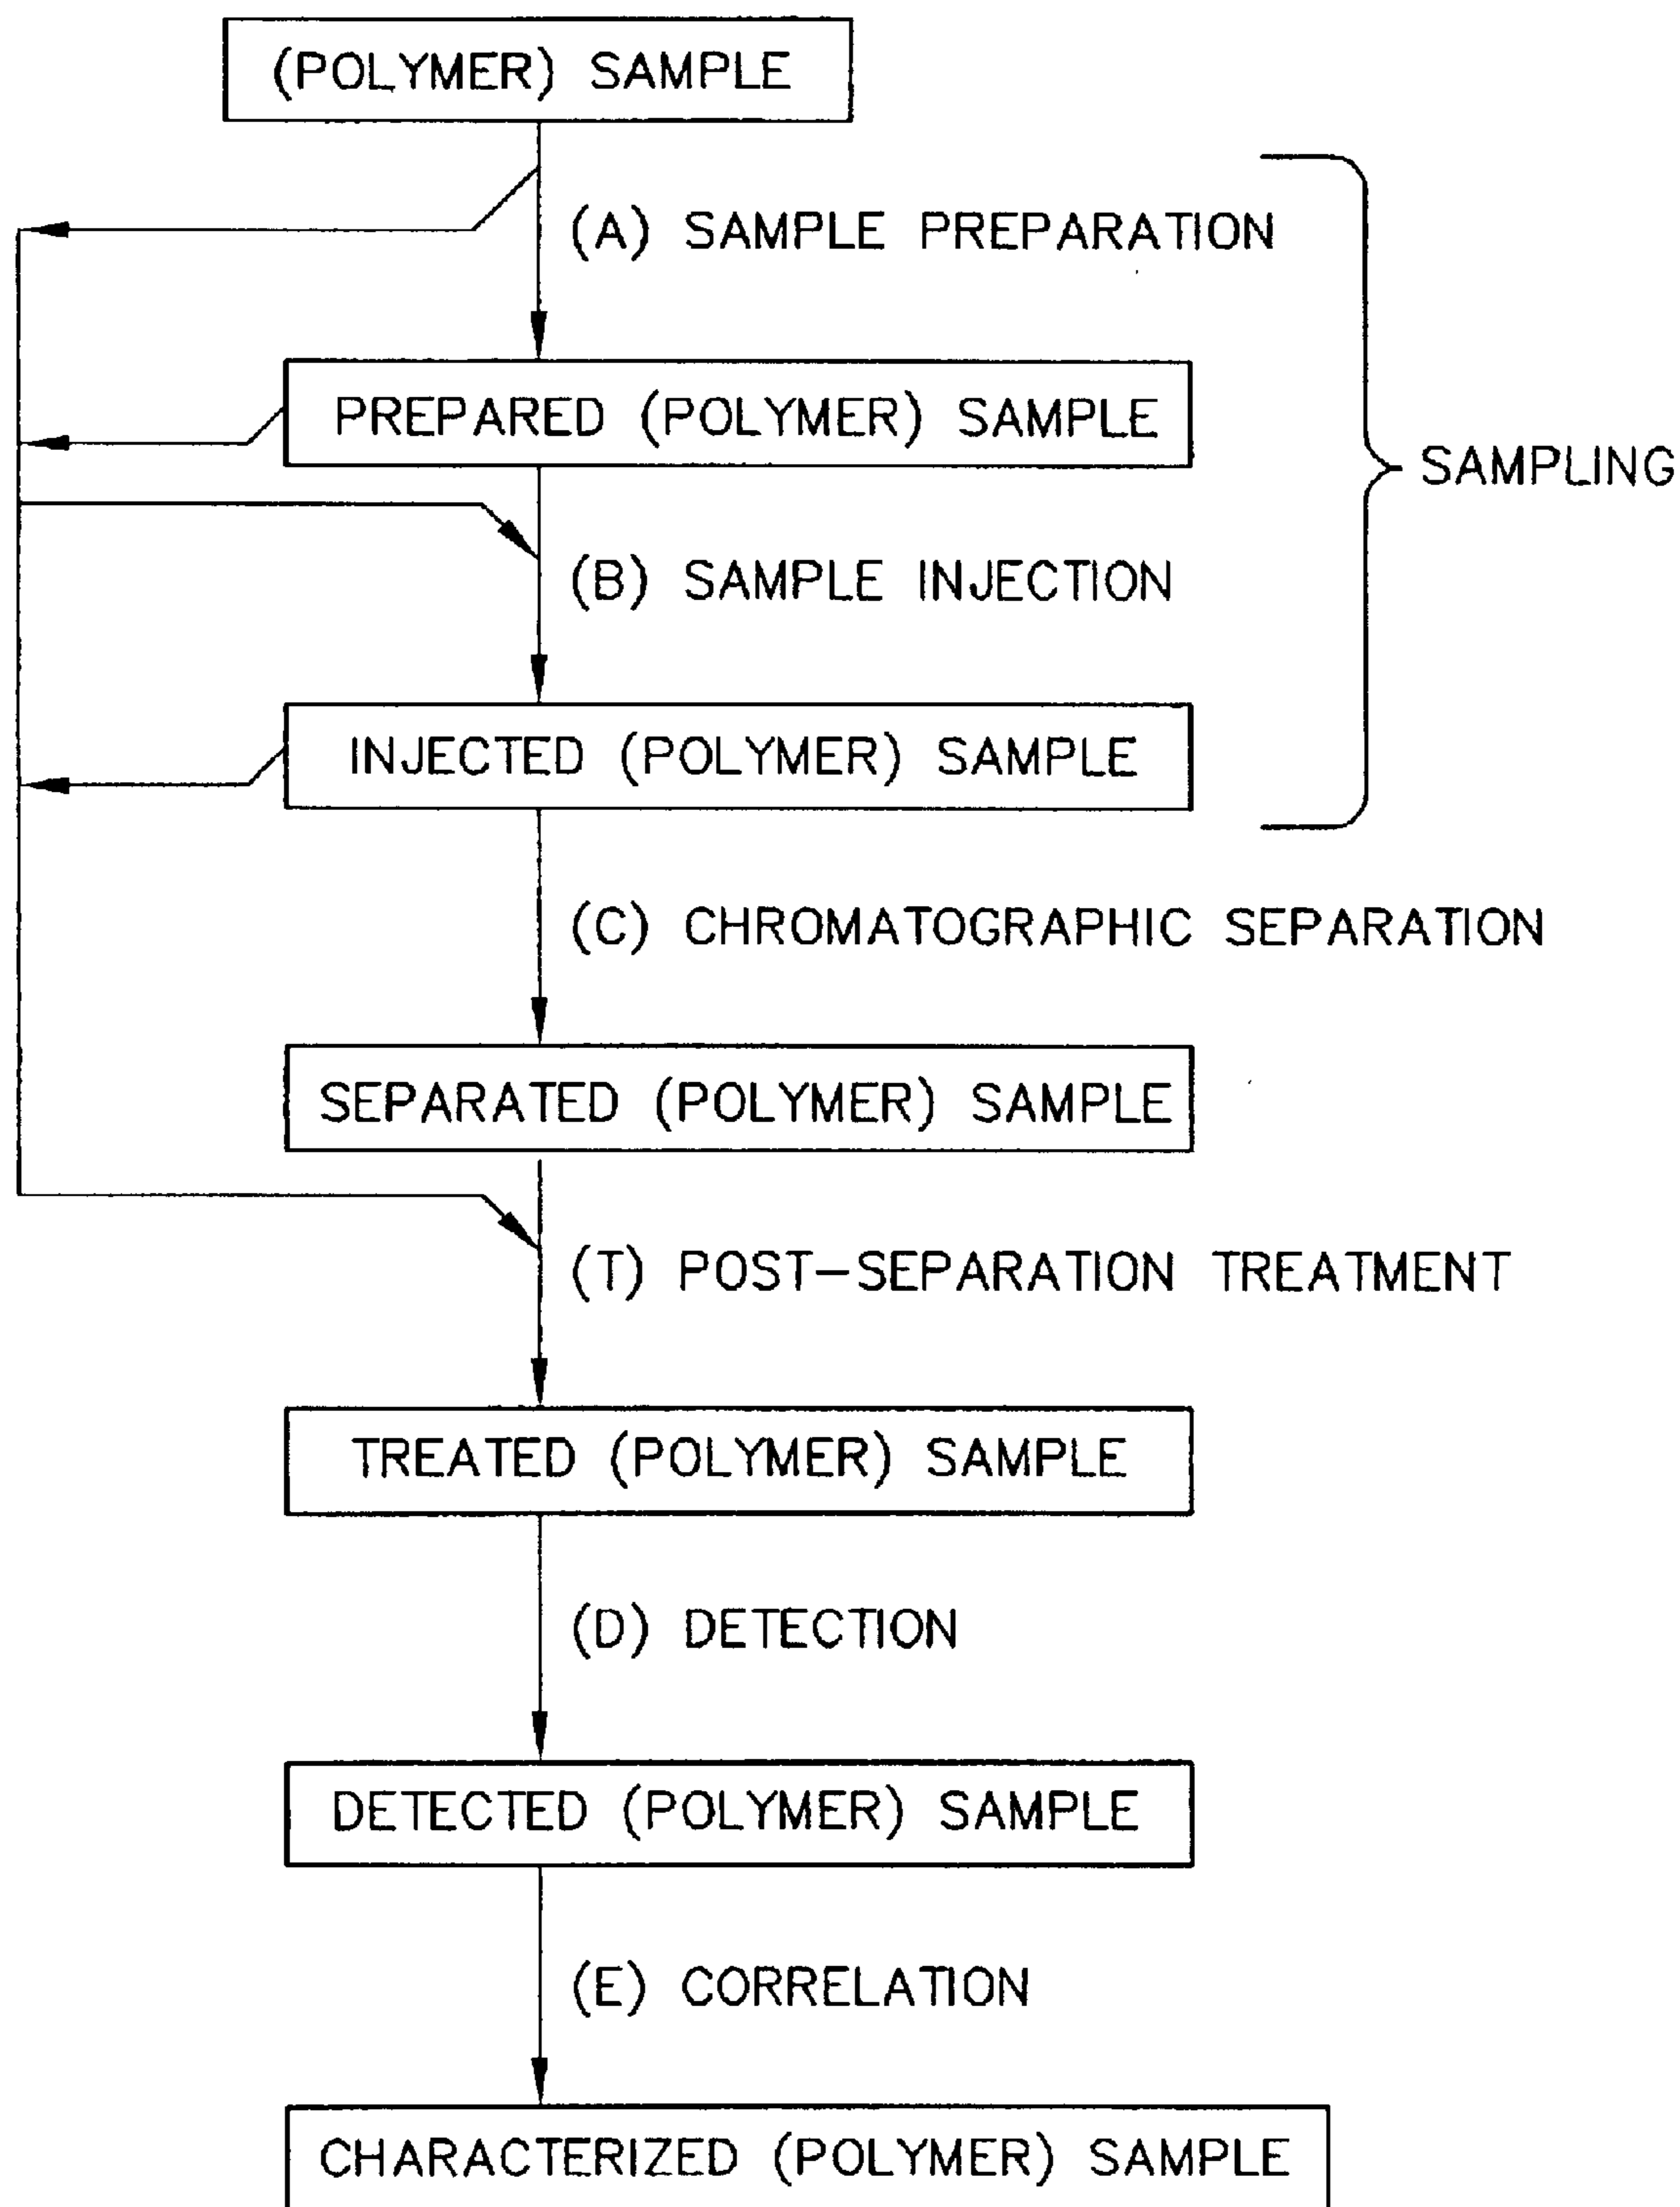 (POLYMER) SAMPLE
(A) SAMPLE PREPARATION
PREPARED (POLYMER) SAMPLE
SAMPLING
(B) SAMPLE INJECTION
INJECTED (POLYMER) SAMPLE
(C) CHROMATOGRAPHIC SEPARATION
SEPARATED (POLYMER) SAMPLE
(T) POST-SEPARATION TREATMENT
TREATED (POLYMER) SAMPLE
(D) DETECTION
DETECTED (POLYMER) SAMPLE
(E) CORRELATION
CHARACTERIZED (POLYMER) SAMPLE